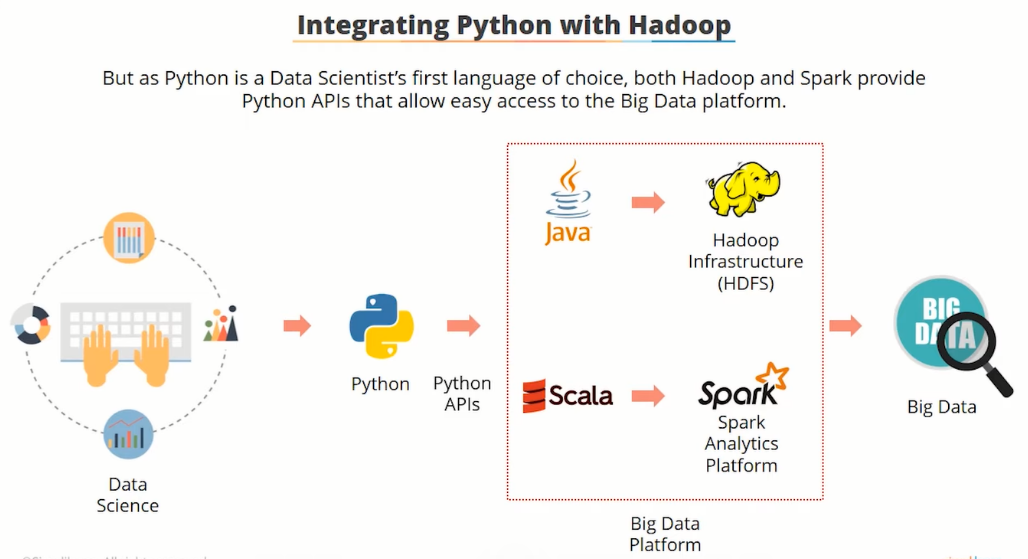 Integrating Python with Hadoop
But as Python is a Data Scientist's first language of choice, both Hadoop and Spark provide
Python APIs that allow easy access to the Big Data platform.
Java
Hadoop
Infrastructure
(HDFS)
BIG
DATA
Python
Python
APIs
Scala
Spark
Spark
Analytics
Platform
Big Data
Data
Science
Big Data
Platform